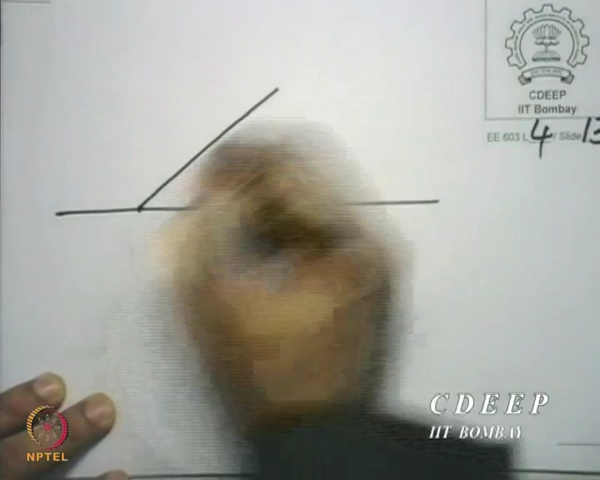 CDEEP
IIT Bombay
EE 603 L 4 / Slide 13
CDEEP
IIT BOMBAY
NPTEL